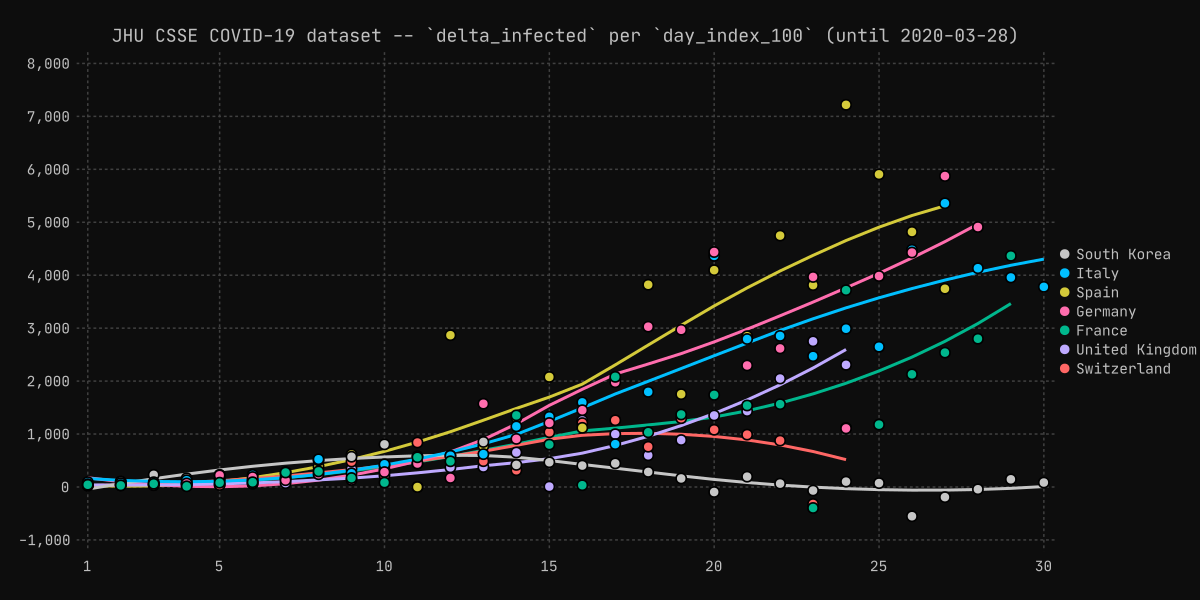 JHU CSSE COVID-19 dataset -- `delta_infected` per `day_index_100` (until 2020-03-28)
8,000
7,000
6,000
5,000
4,000
3,000
2,000
1,000
0
-1,000
1 5 10 15 20 25 30
South Korea
Italy
Spain
Germany
France
United Kingdom
Switzerland